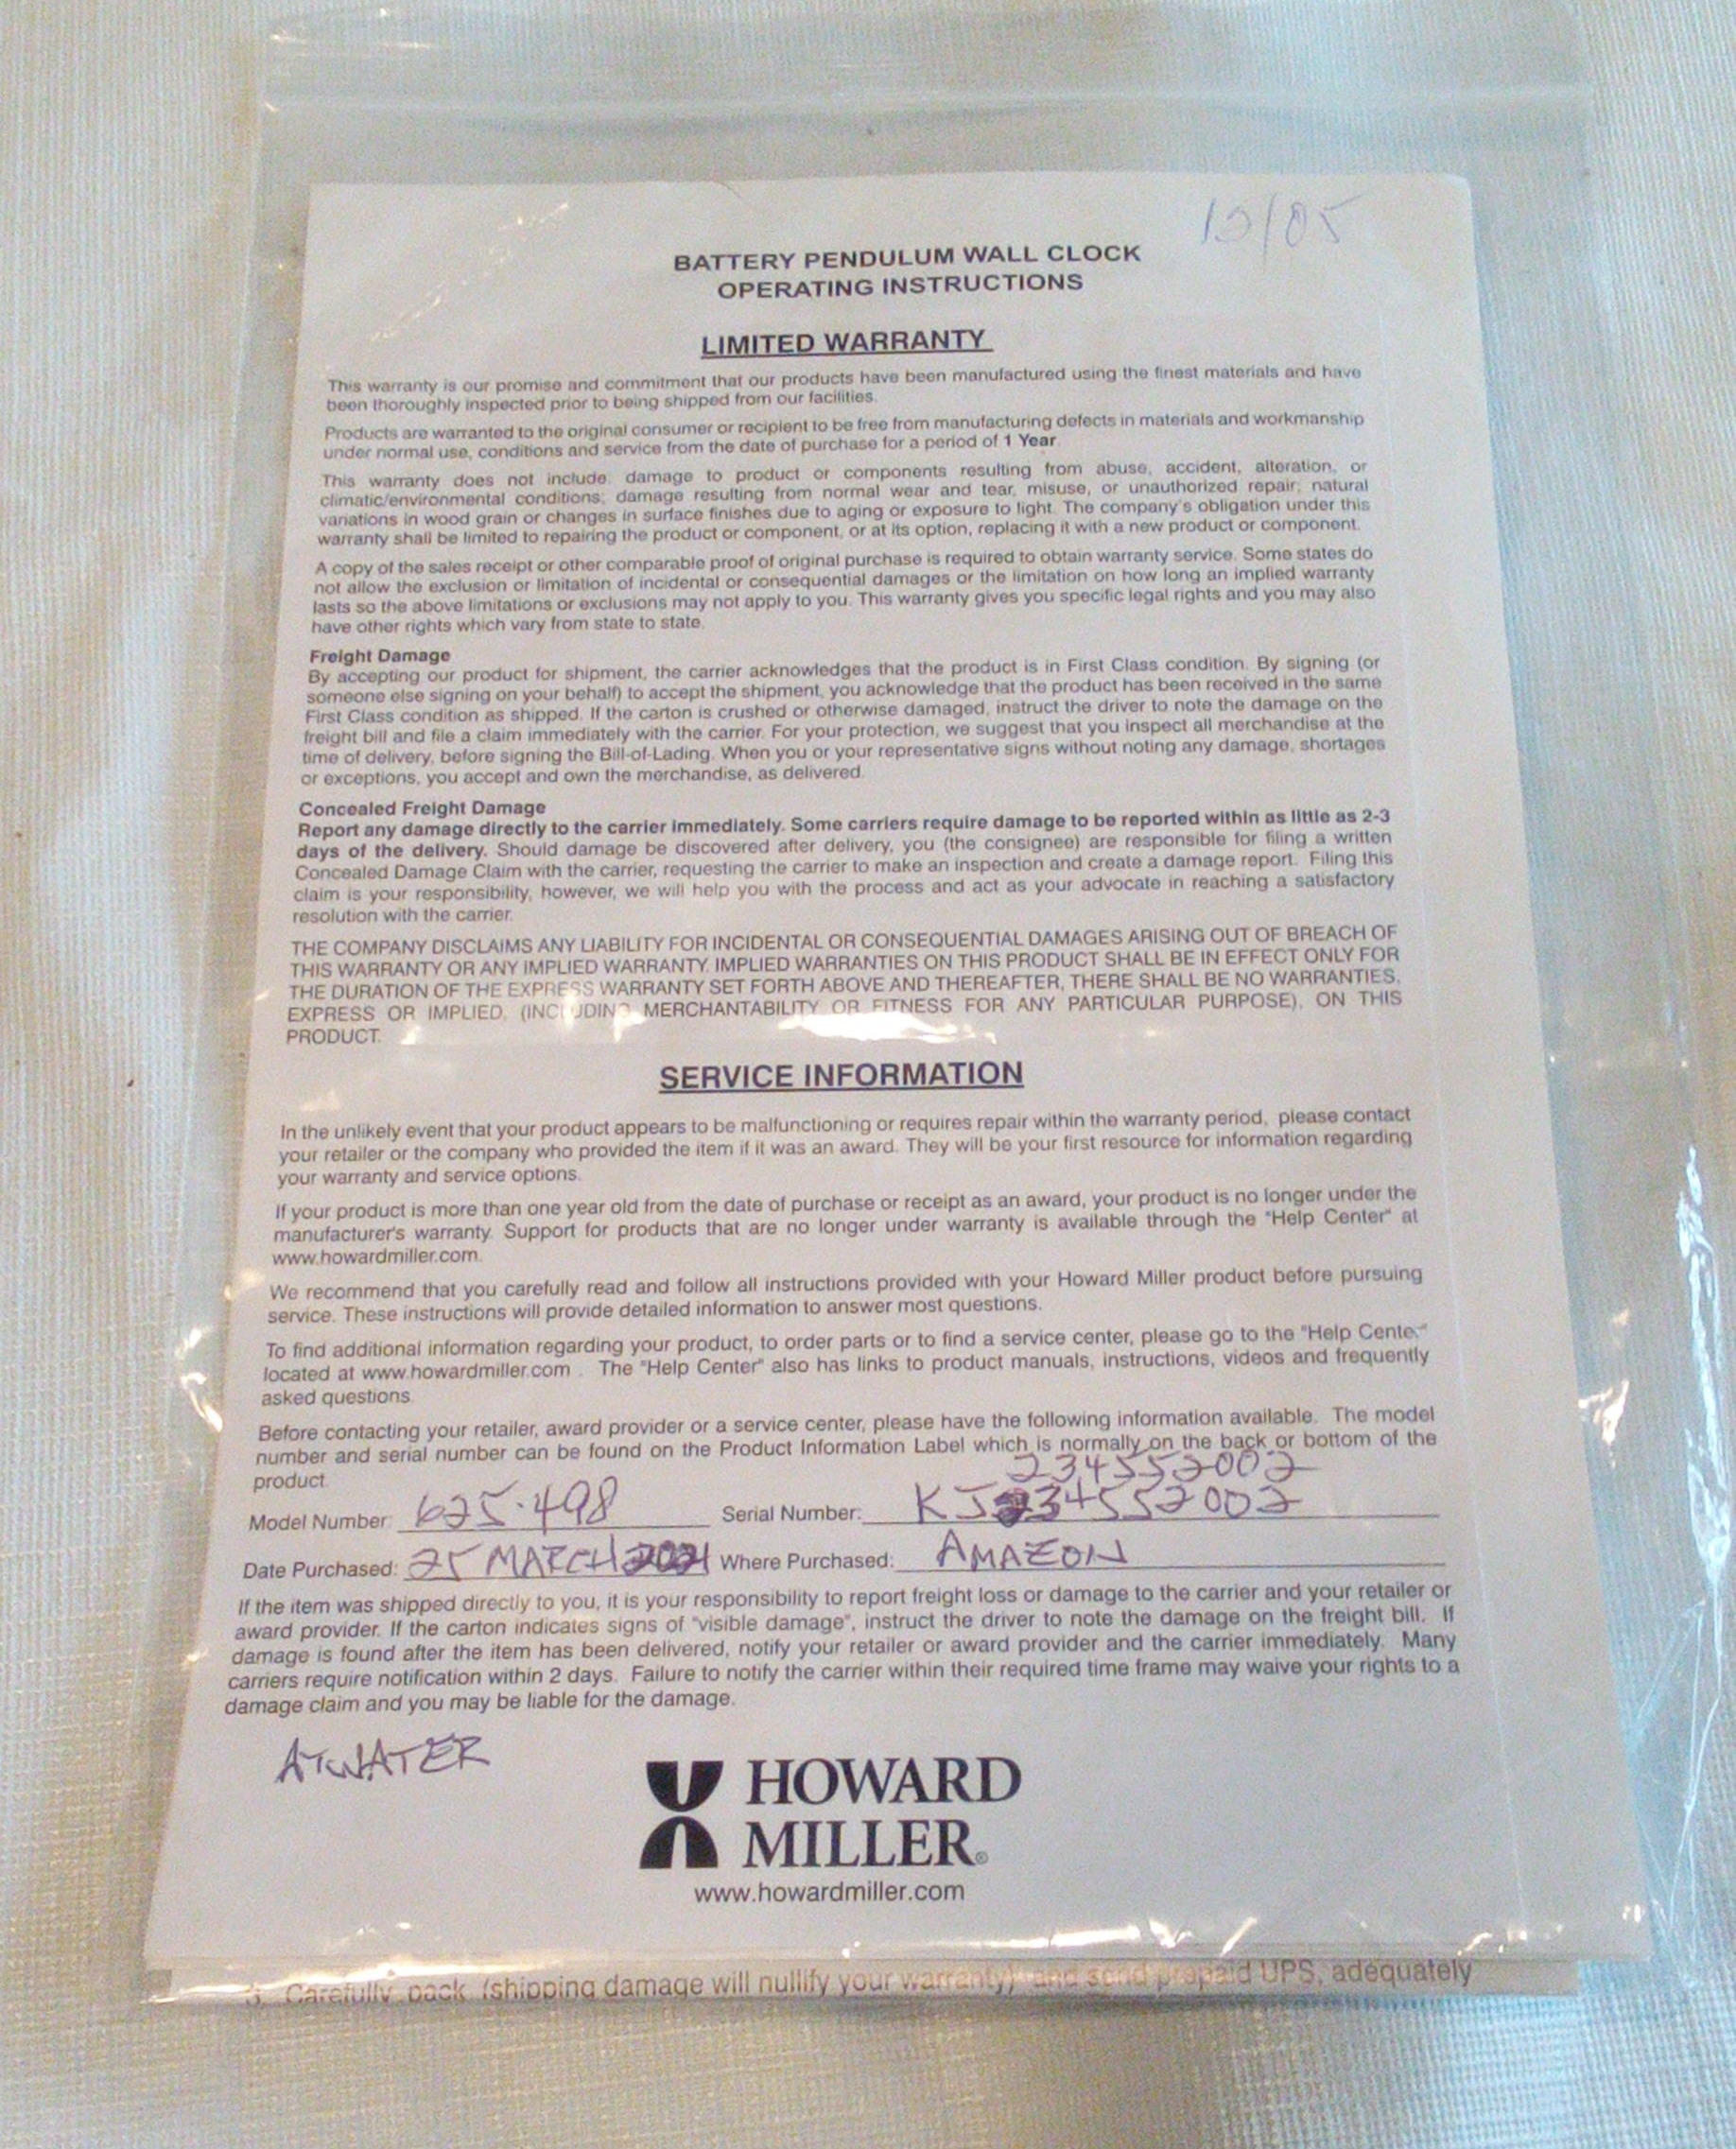 13/05
BATTERY PENDULUM WALL CLOCK
OPERATING INSTRUCTIONS
LIMITED WARRANTY
This warranty is our promise and commitment that our products have been manufactured using the finest materials and have
been thoroughly inspected prior to being shipped from our facilities.
Products are warranted to the original consumer or recipient to be free from manufacturing defects in materials and workmanship
under normal use, conditions and service from the date of purchase for a period of 1 Year.
This warranty does not include: damage to product or components resulting from abuse, accident, alteration, or
climatic/environmental conditions; damage resulting from normal wear and tear, misuse, or unauthorized repair; natural
variations in wood grain or changes in surface finishes due to aging or exposure to light. The company's obligation under this
warranty shall be limited to repairing the product or component, or at its option, replacing it with a new product or component.
A copy of the sales receipt or other comparable proof of original purchase is required to obtain warranty service. Some states do
not allow the exclusion or limitation of incidental or consequential damages or the limitation on how long an implied warranty
lasts so the above limitations or exclusions may not apply to you. This warranty gives you specific legal rights and you may also
have other rights which vary from state to state.
Freight Damage
By accepting our product for shipment, the carrier acknowledges that the product is in First Class condition. By signing (or
someone else signing on your behalf) to accept the shipment, you acknowledge that the product has been received in the same
First Class condition as shipped. If the carton is crushed or otherwise damaged, instruct the driver to note the damage on the
freight bill and file a claim immediately with the carrier. For your protection, we suggest that you inspect all merchandise at the
time of delivery, before signing the Bill-of-Lading. When you or your representative signs without noting any damage, shortages
or exceptions, you accept and own the merchandise, as delivered.
Concealed Freight Damage
Report any damage directly to the carrier immediately. Some carriers require damage to be reported within as little as 2-3
days of the delivery. Should damage be discovered after delivery, you (the consignee) are responsible for filing a written
Concealed Damage Claim with the carrier, requesting the carrier to make an inspection and create a damage report. Filing this
claim is your responsibility, however, we will help you with the process and act as your advocate in reaching a satisfactory
resolution with the carrier.
THE COMPANY DISCLAIMS ANY LIABILITY FOR INCIDENTAL OR CONSEQUENTIAL DAMAGES ARISING OUT OF BREACH OF
THIS WARRANTY OR ANY IMPLIED WARRANTY. IMPLIED WARRANTIES ON THIS PRODUCT SHALL BE IN EFFECT ONLY FOR
THE DURATION OF THE EXPRESS WARRANTY SET FORTH ABOVE AND THEREAFTER, THERE SHALL BE NO WARRANTIES,
EXPRESS OR IMPLIED, (INCLUDING MERCHANTABILITY OR FITNESS FOR ANY PARTICULAR PURPOSE), ON THIS
PRODUCT.
SERVICE INFORMATION
In the unlikely event that your product appears to be malfunctioning or requires repair within the warranty period, please contact
your retailer or the company who provided the item if it was an award. They will be your first resource for information regarding
your warranty and service options.
If your product is more than one year old from the date of purchase or receipt as an award, your product is no longer under the
manufacturer's warranty. Support for products that are no longer under warranty is available through the "Help Center" at
www.howardmiller.com.
We recommend that you carefully read and follow all instructions provided with your Howard Miller product before pursuing
service. These instructions will provide detailed information to answer most questions.
To find additional information regarding your product, to order parts or to find a service center, please go to the "Help Center"
located at www.howardmiller.com . The "Help Center" also has links to product manuals, instructions, videos and frequently
asked questions.
Before contacting your retailer, award provider or a service center, please have the following information available. The model
number and serial number can be found on the Product Information Label which is normally on the back or bottom of the
product.
234552002
Model Number: 625.498 Serial Number: KJ234552002
Date Purchased: 25 MARCH 2021 Where Purchased: AMAZON
If the item was shipped directly to you, it is your responsibility to report freight loss or damage to the carrier and your retailer or
award provider. If the carton indicates signs of "visible damage", instruct the driver to note the damage on the freight bill. If
damage is found after the item has been delivered, notify your retailer or award provider and the carrier immediately. Many
carriers require notification within 2 days. Failure to notify the carrier within their required time frame may waive your rights to a
damage claim and you may be liable for the damage.
ATWATER
HOWARD
MILLER®
www.howardmiller.com
3. Carefully pack (shipping damage will nullify your warranty) and send prepaid UPS, adequately